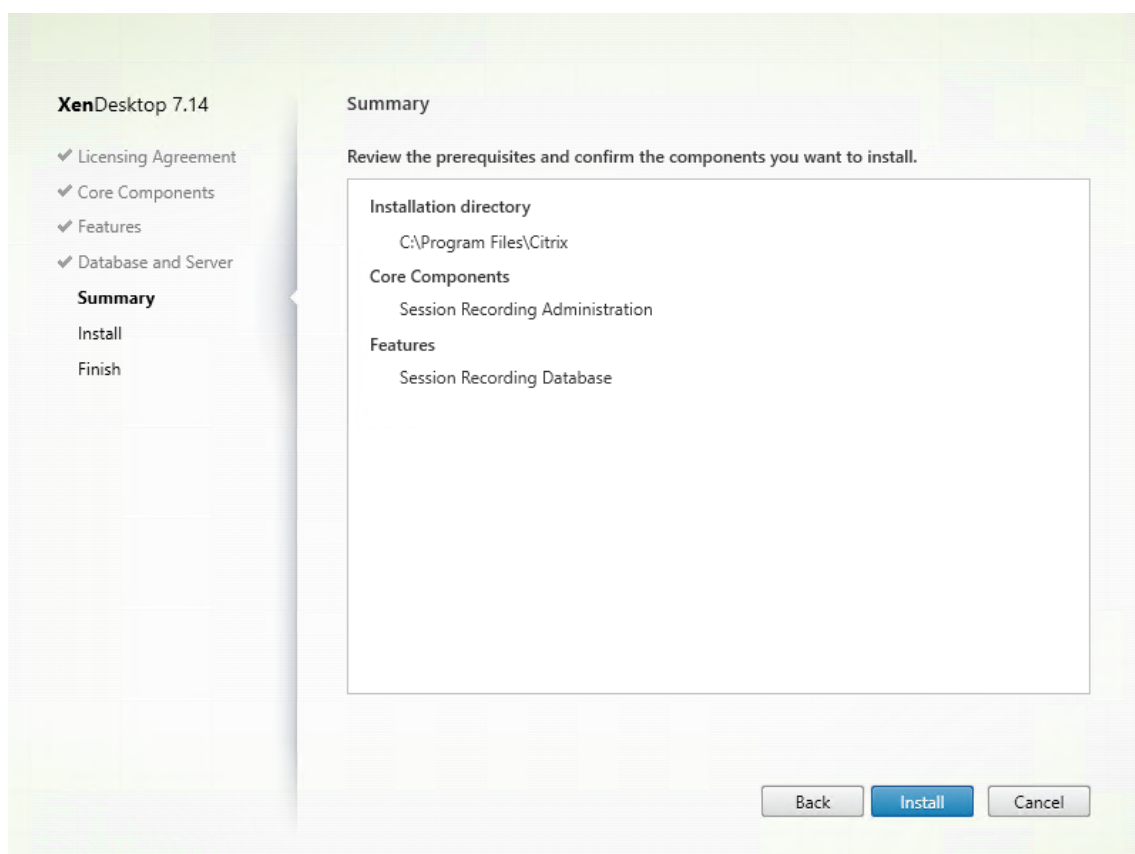 XenDesktop 7.14
Licensing Agreement
Core Components
Features
Database and Server
Summary
Install
Finish
Summary
Review the prerequisites and confirm the components you want to install.
Installation directory
C:\Program Files\Citrix
Core Components
Session Recording Administration
Features
Session Recording Database
Back Install Cancel